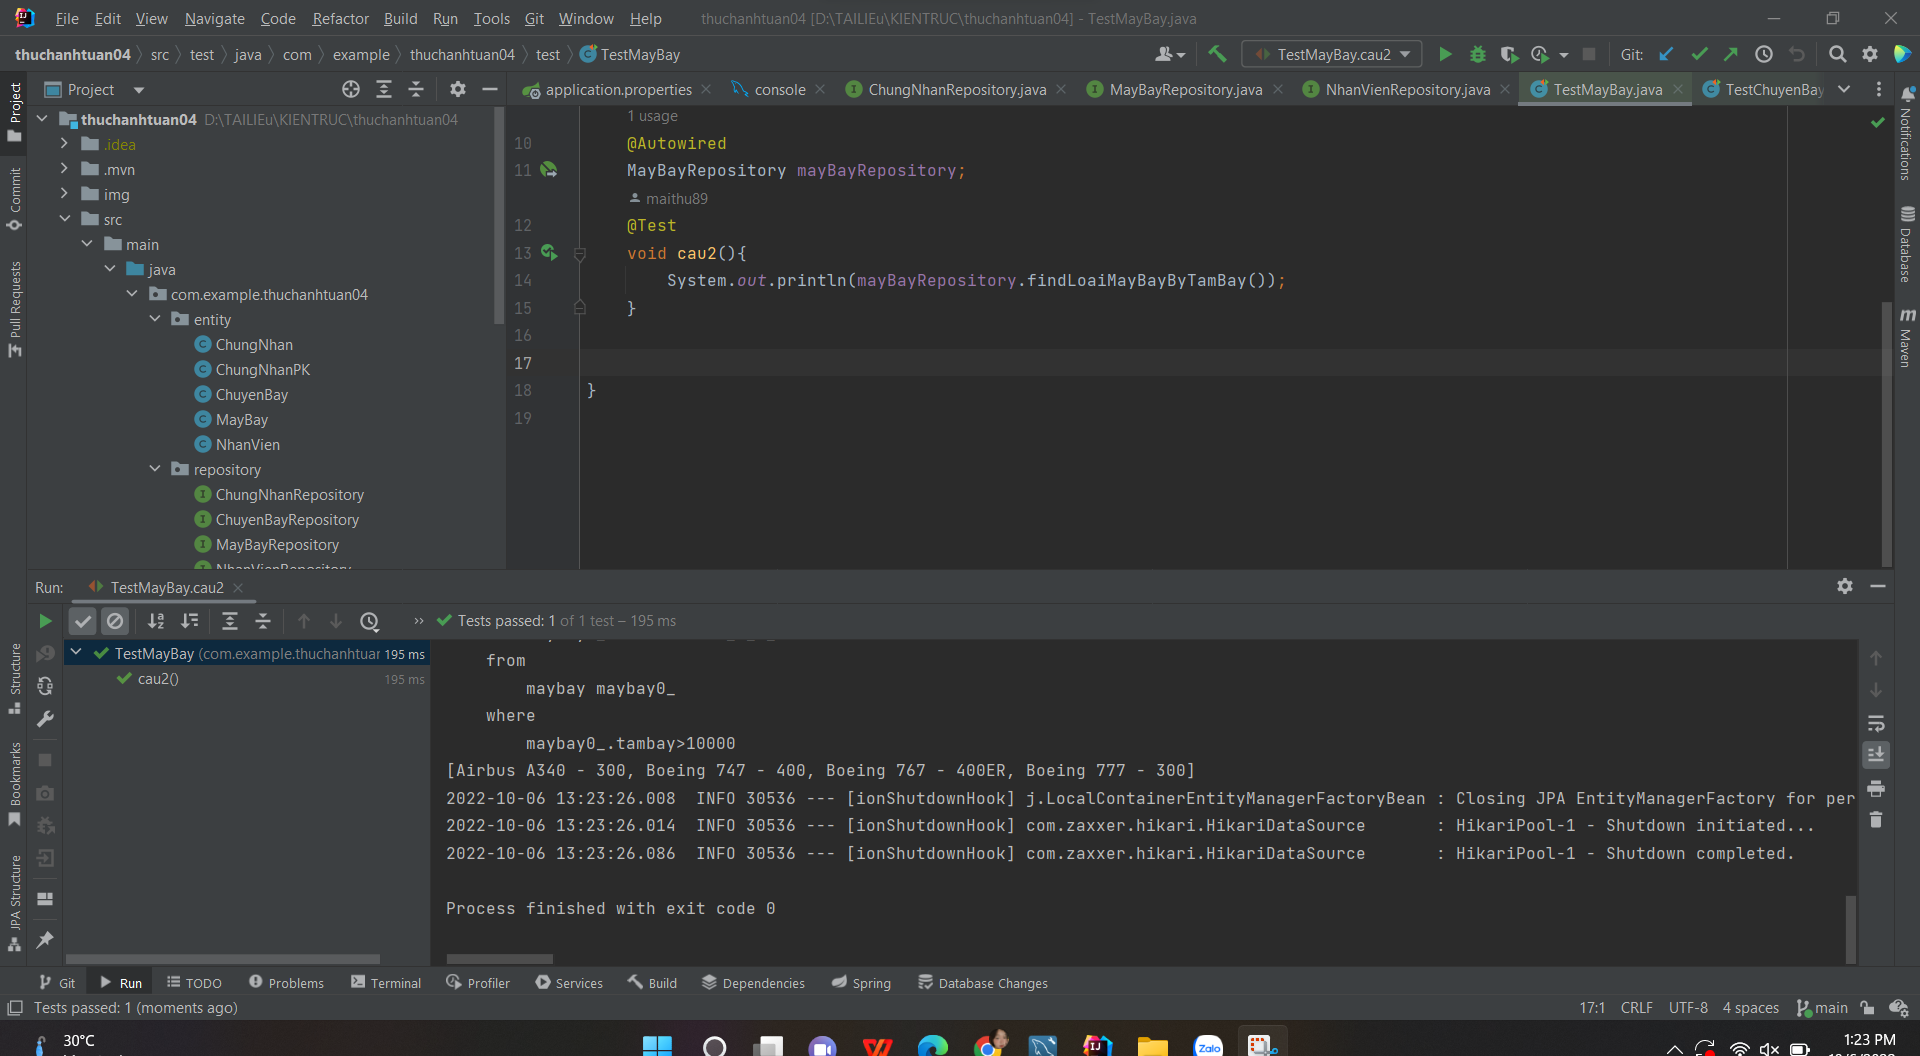 File Edit View Navigate Code Refactor Build Run Tools Git Window Help thuchanhtuan04 [D:\TAILIEu\KIENTRUC\thuchanhtuan04] - TestMayBay.java
thuchanhtuan04 src test java com example thuchanhtuan04 test TestMayBay TestMayBay.cau2 Git:
Project application.properties console ChungNhanRepository.java MayBayRepository.java NhanVienRepository.java TestMayBay.java TestChuyenBay
Project
Commit
Pull Requests
Structure
Bookmarks
JPA Structure
thuchanhtuan04 D:\TAILIEu\KIENTRUC\thuchanhtuan04
.idea
.mvn
img
src
main
java
com.example.thuchanhtuan04
entity
ChungNhan
ChungNhanPK
ChuyenBay
MayBay
NhanVien
repository
ChungNhanRepository
ChuyenBayRepository
MayBayRepository
NhanVienRepository
1 usage
10 @Autowired
11 MayBayRepository mayBayRepository;
maithu89
12 @Test
13 void cau2(){
14 System.out.println(mayBayRepository.findLoaiMayBayByTamBay());
15 }
16
17
18 }
19
Notifications
Database
m Maven
Run: TestMayBay.cau2
Tests passed: 1 of 1 test – 195 ms
TestMayBay (com.example.thuchanhtuar 195 ms
cau2() 195 ms
from
maybay maybay0_
where
maybay0_.tambay>10000
[Airbus A340 - 300, Boeing 747 - 400, Boeing 767 - 400ER, Boeing 777 - 300]
2022-10-06 13:23:26.008 INFO 30536 --- [ionShutdownHook] j.LocalContainerEntityManagerFactoryBean : Closing JPA EntityManagerFactory for per
2022-10-06 13:23:26.014 INFO 30536 --- [ionShutdownHook] com.zaxxer.hikari.HikariDataSource : HikariPool-1 - Shutdown initiated...
2022-10-06 13:23:26.086 INFO 30536 --- [ionShutdownHook] com.zaxxer.hikari.HikariDataSource : HikariPool-1 - Shutdown completed.
Process finished with exit code 0
Git Run TODO Problems Terminal Profiler Services Build Dependencies Spring Database Changes
Tests passed: 1 (moments ago) 17:1 CRLF UTF-8 4 spaces main
30°C
Zalo
1:23 PM